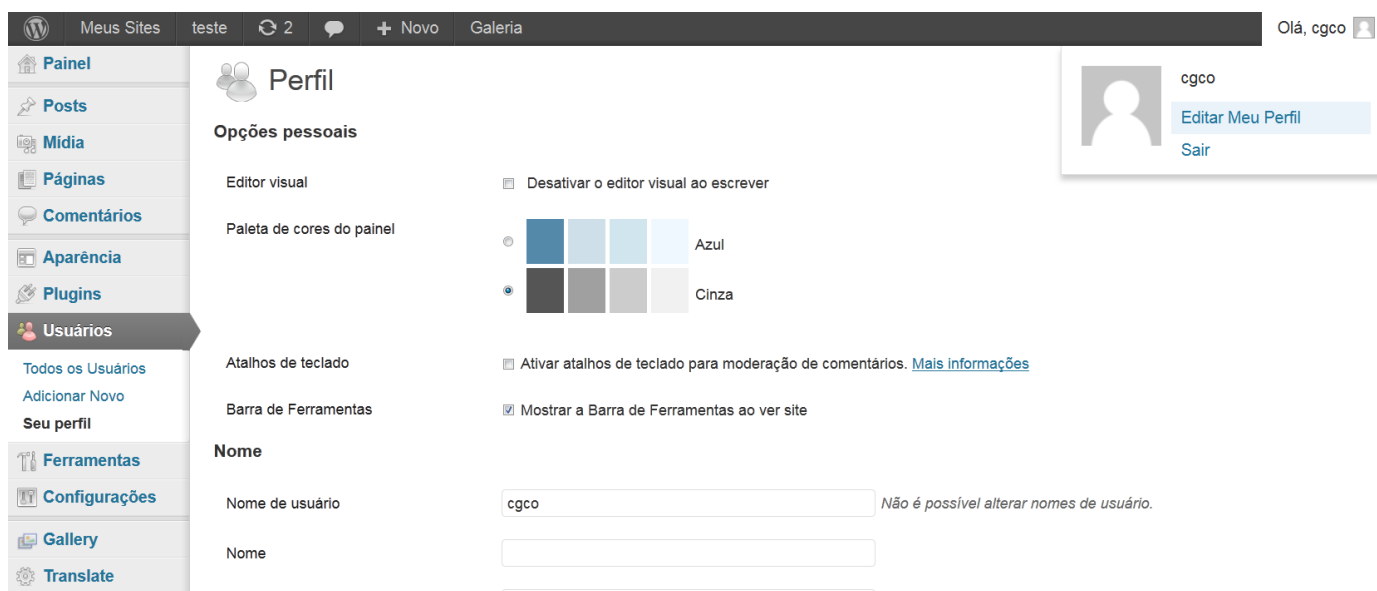 Meus Sites teste 2 Novo Galeria Olá, cgco
Painel
Posts
Mídia
Páginas
Comentários
Aparência
Plugins
Usuários
Todos os Usuários
Adicionar Novo
Seu perfil
Ferramentas
Configurações
Gallery
Translate
cgco
Editar Meu Perfil
Sair
Perfil
Opções pessoais
Editor visual Desativar o editor visual ao escrever
Paleta de cores do painel Azul
Cinza
Atalhos de teclado Ativar atalhos de teclado para moderação de comentários. Mais informações
Barra de Ferramentas Mostrar a Barra de Ferramentas ao ver site
Nome
Nome de usuário cgco Não é possível alterar nomes de usuário.
Nome